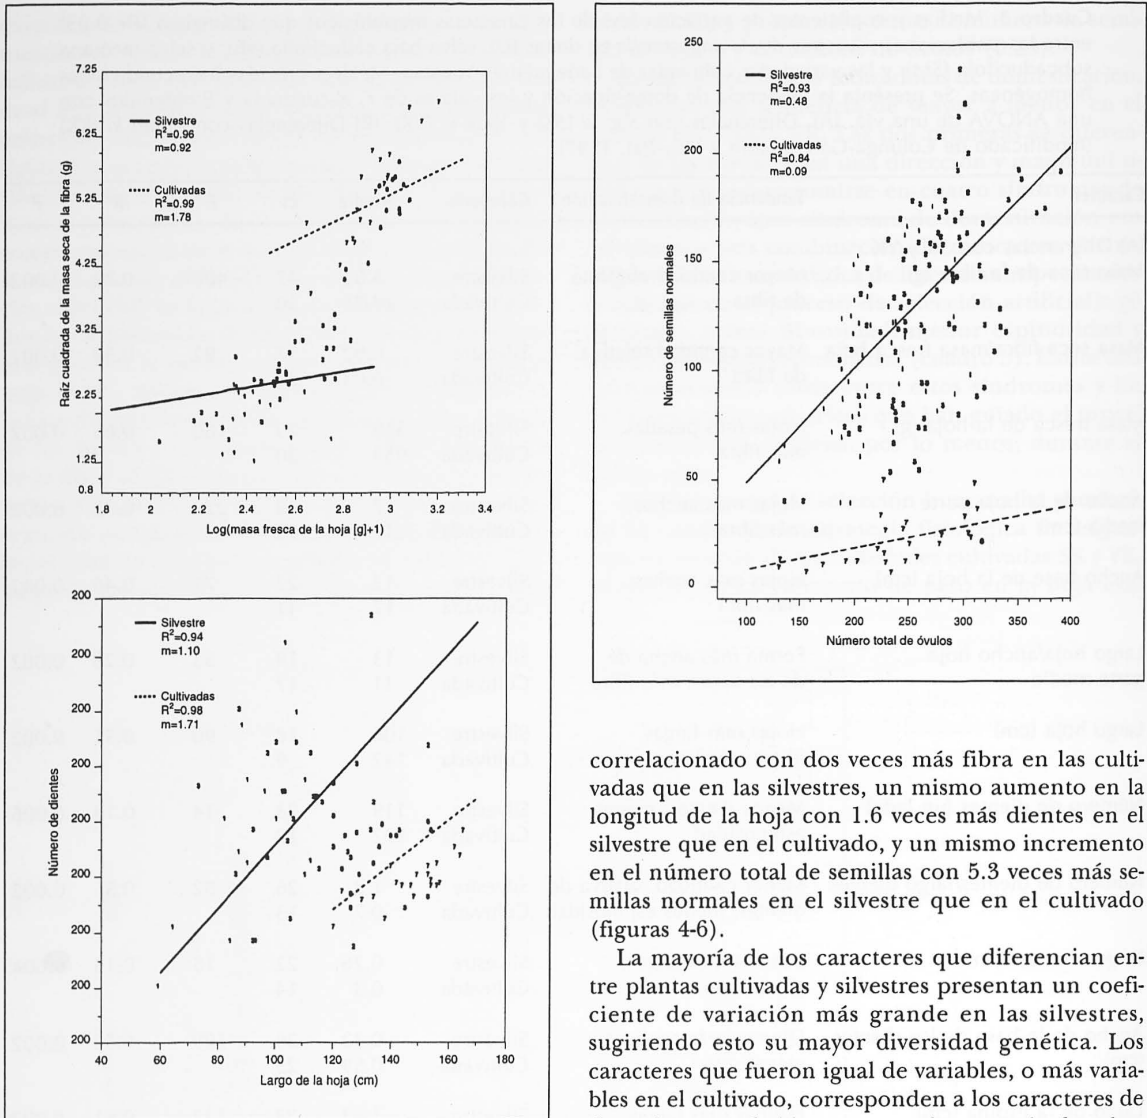 7.25
6.25
5.25
4.25
3.25
2.25
1.25
0.8
Raíz cuadrada de la masa seca de la fibra (g)
Silvestre
R²=0.96
m=0.92
Cultivadas
R²=0.99
m=1.78
2 2.2 2.4 2.6 2.8 3 3.2 3.4
Log(masa fresca de la hoja [g]+1)
200
200
200
200
200
200
200
200
200
Número de dientes
Silvestre
R²=0.94
m=1.10
Cultivadas
R²=0.98
m=1.71
40 60 80 100 120 140 160 180
Largo de la hoja (cm)
250
200
150
100
50
0
Número de semillas normales
Silvestre
R²=0.93
m=0.48
Cultivadas
R²=0.84
m=0.09
100 150 200 250 300 350 400
Número total de óvulos
correlacionado con dos veces más fibra en las culti-
vadas que en las silvestres, un mismo aumento en la
longitud de la hoja con 1.6 veces más dientes en el
silvestre que en el cultivado, y un mismo incremento
en el número total de semillas con 5.3 veces más se-
millas normales en el silvestre que en el cultivado
(figuras 4-6).
La mayoría de los caracteres que diferencian en-
tre plantas cultivadas y silvestres presentan un coefi-
ciente de variación más grande en las silvestres,
sugiriendo esto su mayor diversidad genética. Los
caracteres que fueron igual de variables, o más varia-
bles en el cultivado, corresponden a los caracteres de